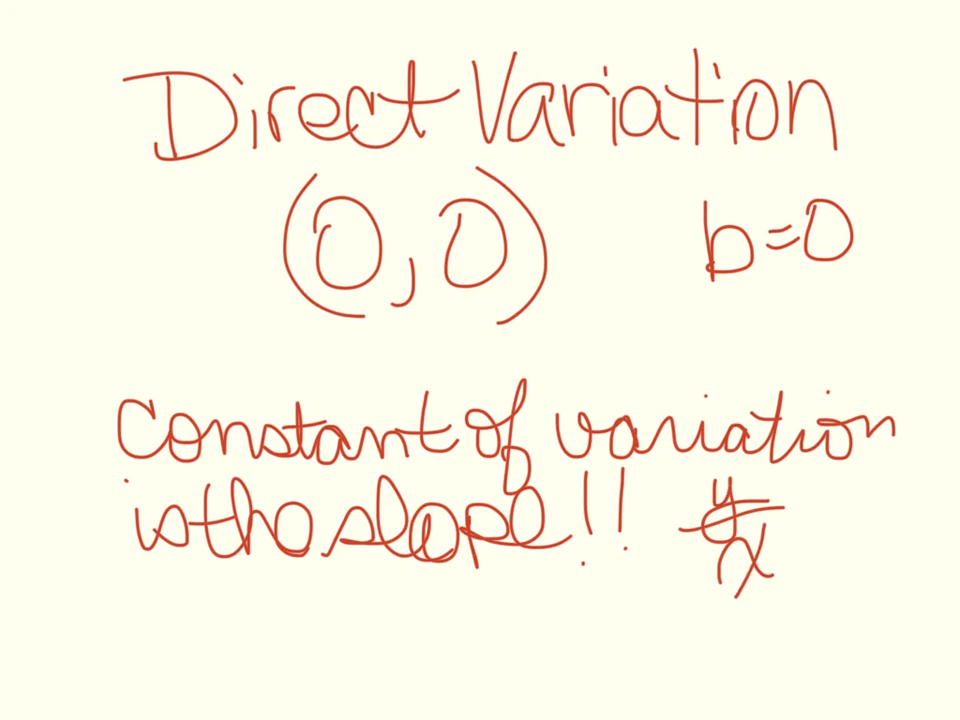 Direct Variation
(0,0) b=0
Constant of variation
is the slope!! y/x